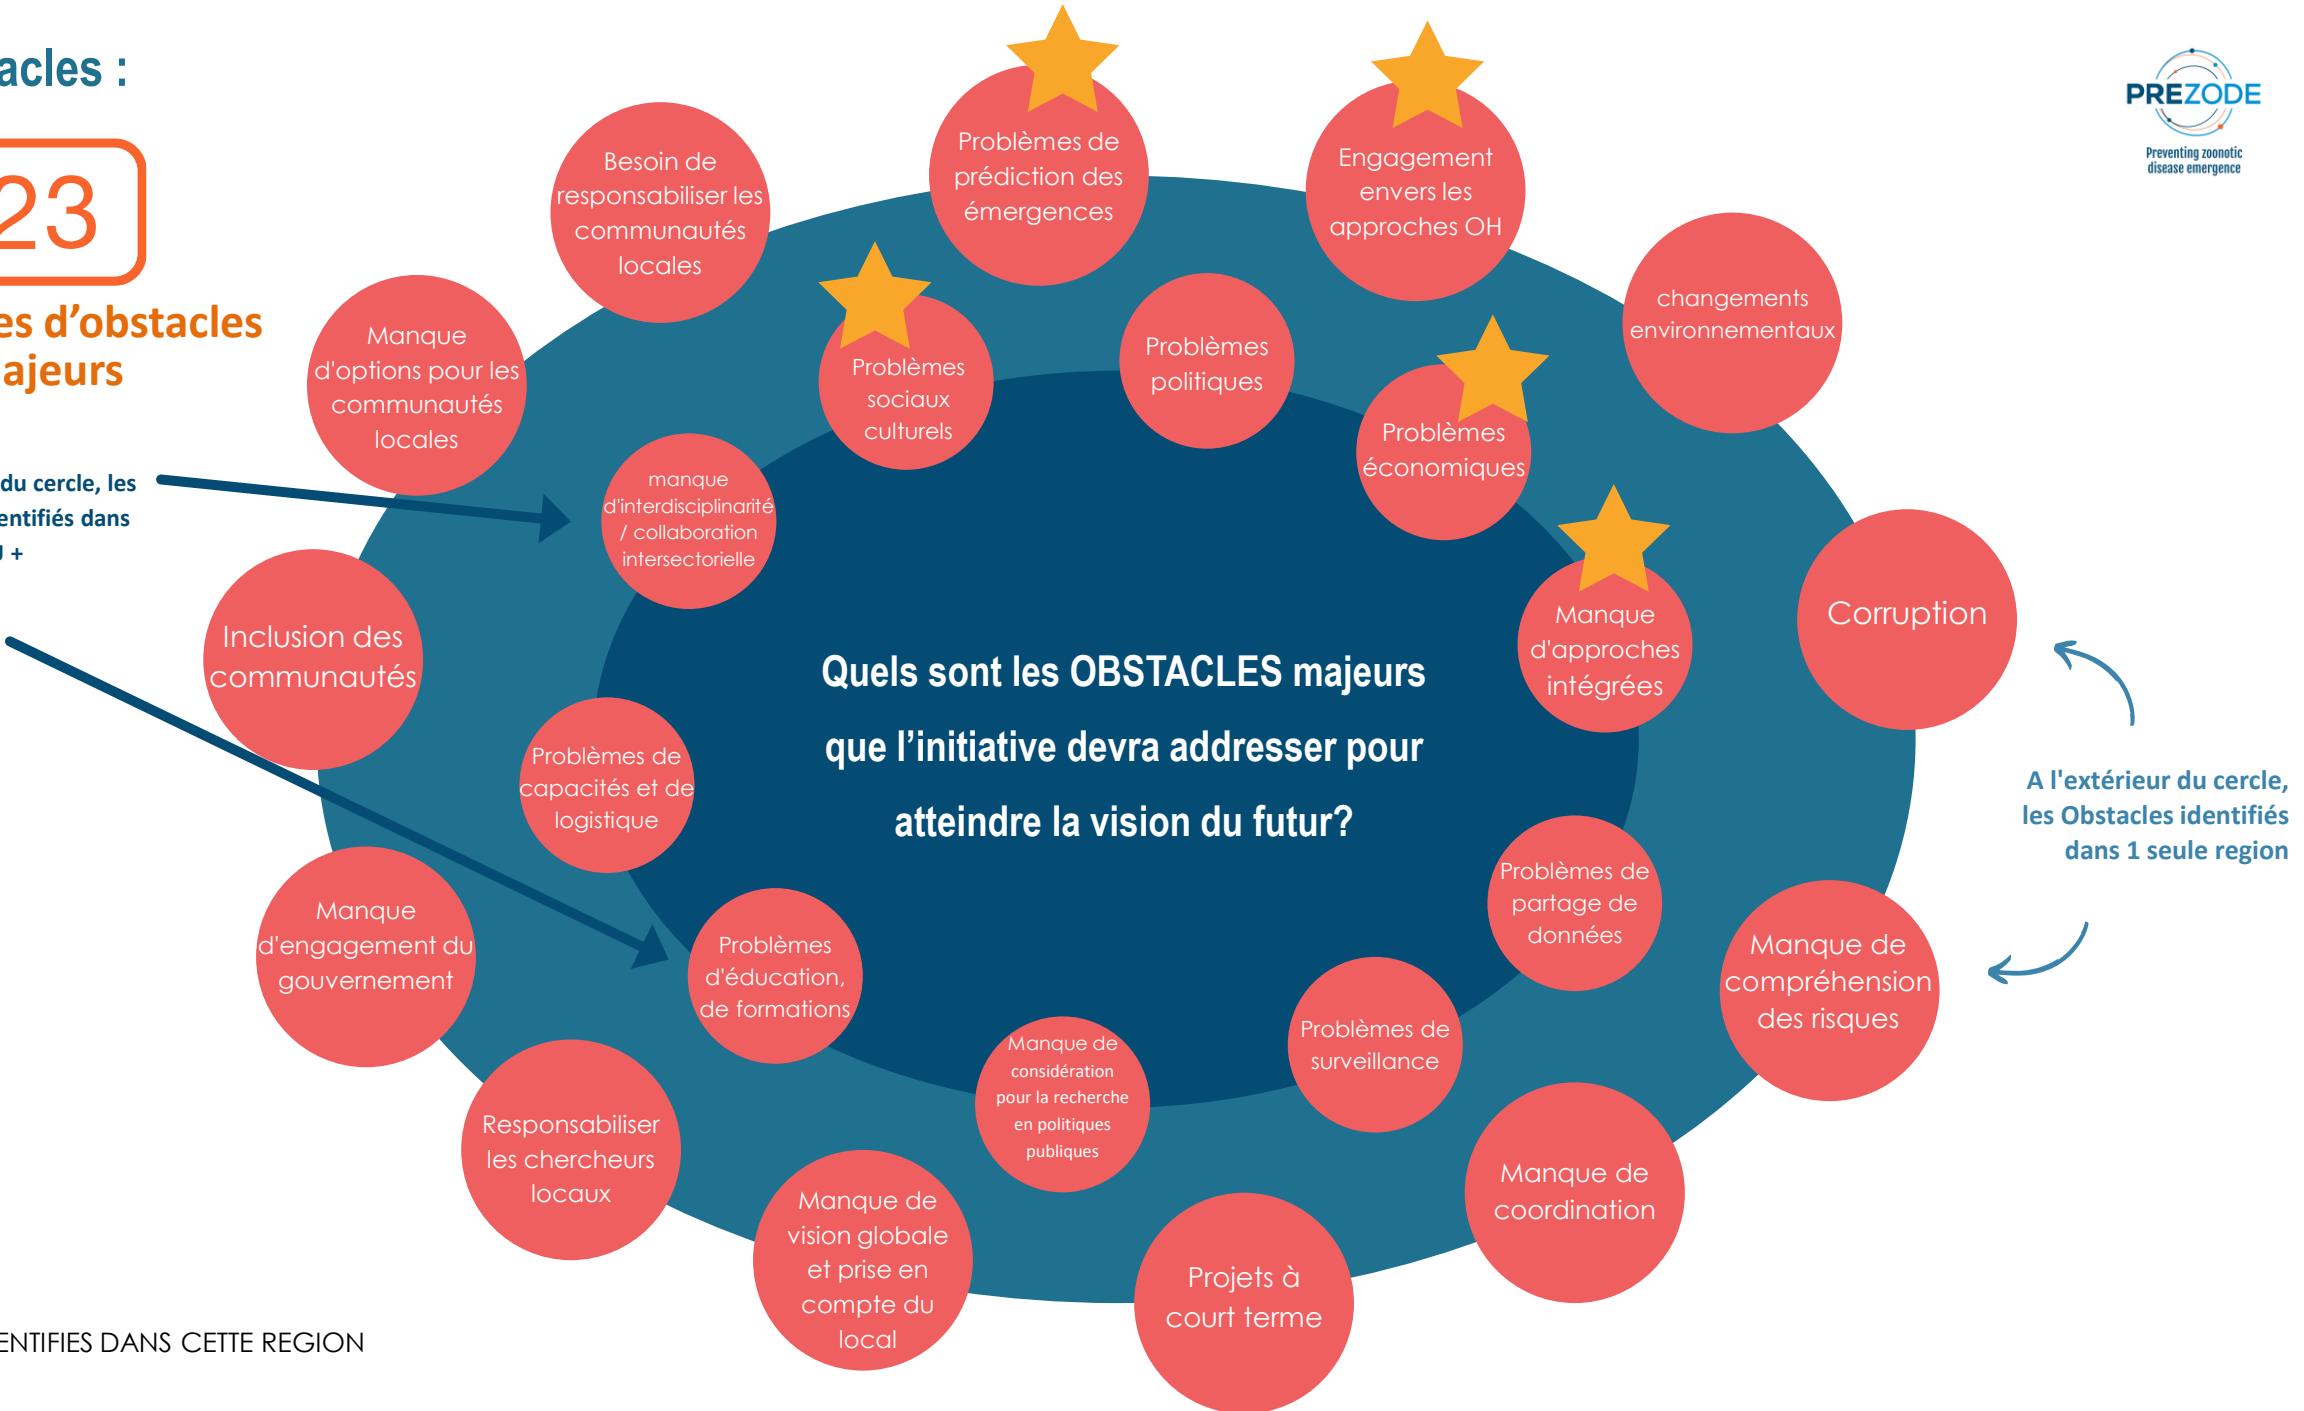 acles :
23
es d’obstacles
ajeurs
du cercle, les
entifiés dans
+
ENTIFIES DANS CETTE REGION
PREZODE
Preventing zoonotic
disease emergence
Problèmes de
prédiction des
émergences
Engagement
envers les
approches OH
changements
environnementaux
Corruption
A l'extérieur du cercle,
les Obstacles identifiés
dans 1 seule region
Manque de
compréhension
des risques
Manque de
coordination
Projets à
court terme
Manque de
vision globale
et prise en
compte du
local
Responsabiliser
les chercheurs
locaux
Manque
d'engagement du
gouvernement
Inclusion des
communautés
Manque
d'options pour les
communautés
locales
Besoin de
responsabiliser les
communautés
locales
Problèmes
sociaux
culturels
Problèmes
politiques
Problèmes
économiques
Manque
d'approches
intégrées
Problèmes de
partage de
données
Problèmes de
surveillance
Manque de
considération
pour la recherche
en politiques
publiques
Problèmes
d'éducation,
de formations
Problèmes de
capacités et de
logistique
manque
d'interdisciplinarité
/ collaboration
intersectorielle
Quels sont les OBSTACLES majeurs
que l’initiative devra addresser pour
atteindre la vision du futur?